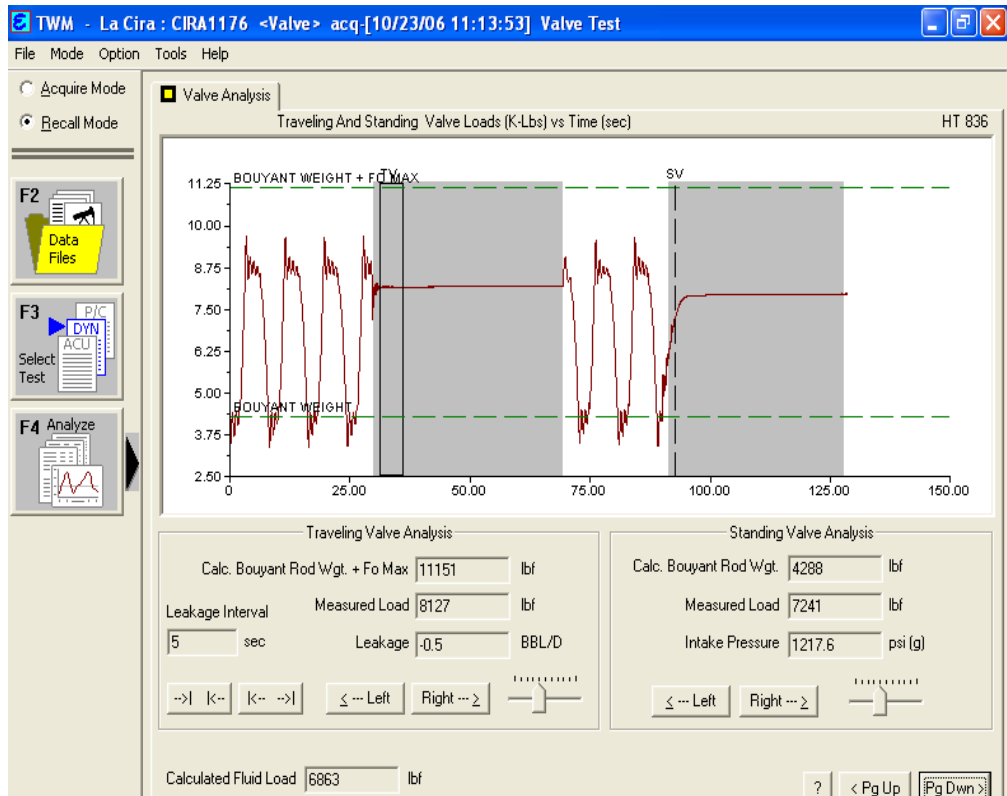 TWM - La Cira : CIRA1176 <Valve> acq-[10/23/06 11:13:53] Valve Test
File Mode Option Tools Help
Acquire Mode
Recall Mode
F2
Data
Files
F3
P/C
DYN
ACU
Select
Test
F4 Analyze
Valve Analysis
Traveling And Standing Valve Loads (K-Lbs) vs Time (sec)
HT 836
BOUYANT WEIGHT + FO MAX
TV
SV
BOUYANT WEIGHT
11.25
10.00
8.75
7.50
6.25
5.00
3.75
2.50
0 25.00 50.00 75.00 100.00 125.00 150.00
Traveling Valve Analysis
Calc. Bouyant Rod Wgt. + Fo Max 11151 lbf
Leakage Interval
Measured Load 8127 lbf
5 sec
Leakage -0.5 BBL/D
-->| |<--
|<-- -->|
< --- Left
Right --- >
Standing Valve Analysis
Calc. Bouyant Rod Wgt. 4288 lbf
Measured Load 7241 lbf
Intake Pressure 1217.6 psi (g)
< --- Left
Right --- >
Calculated Fluid Load 6863 lbf
?
< Pg Up
Pg Dwn >